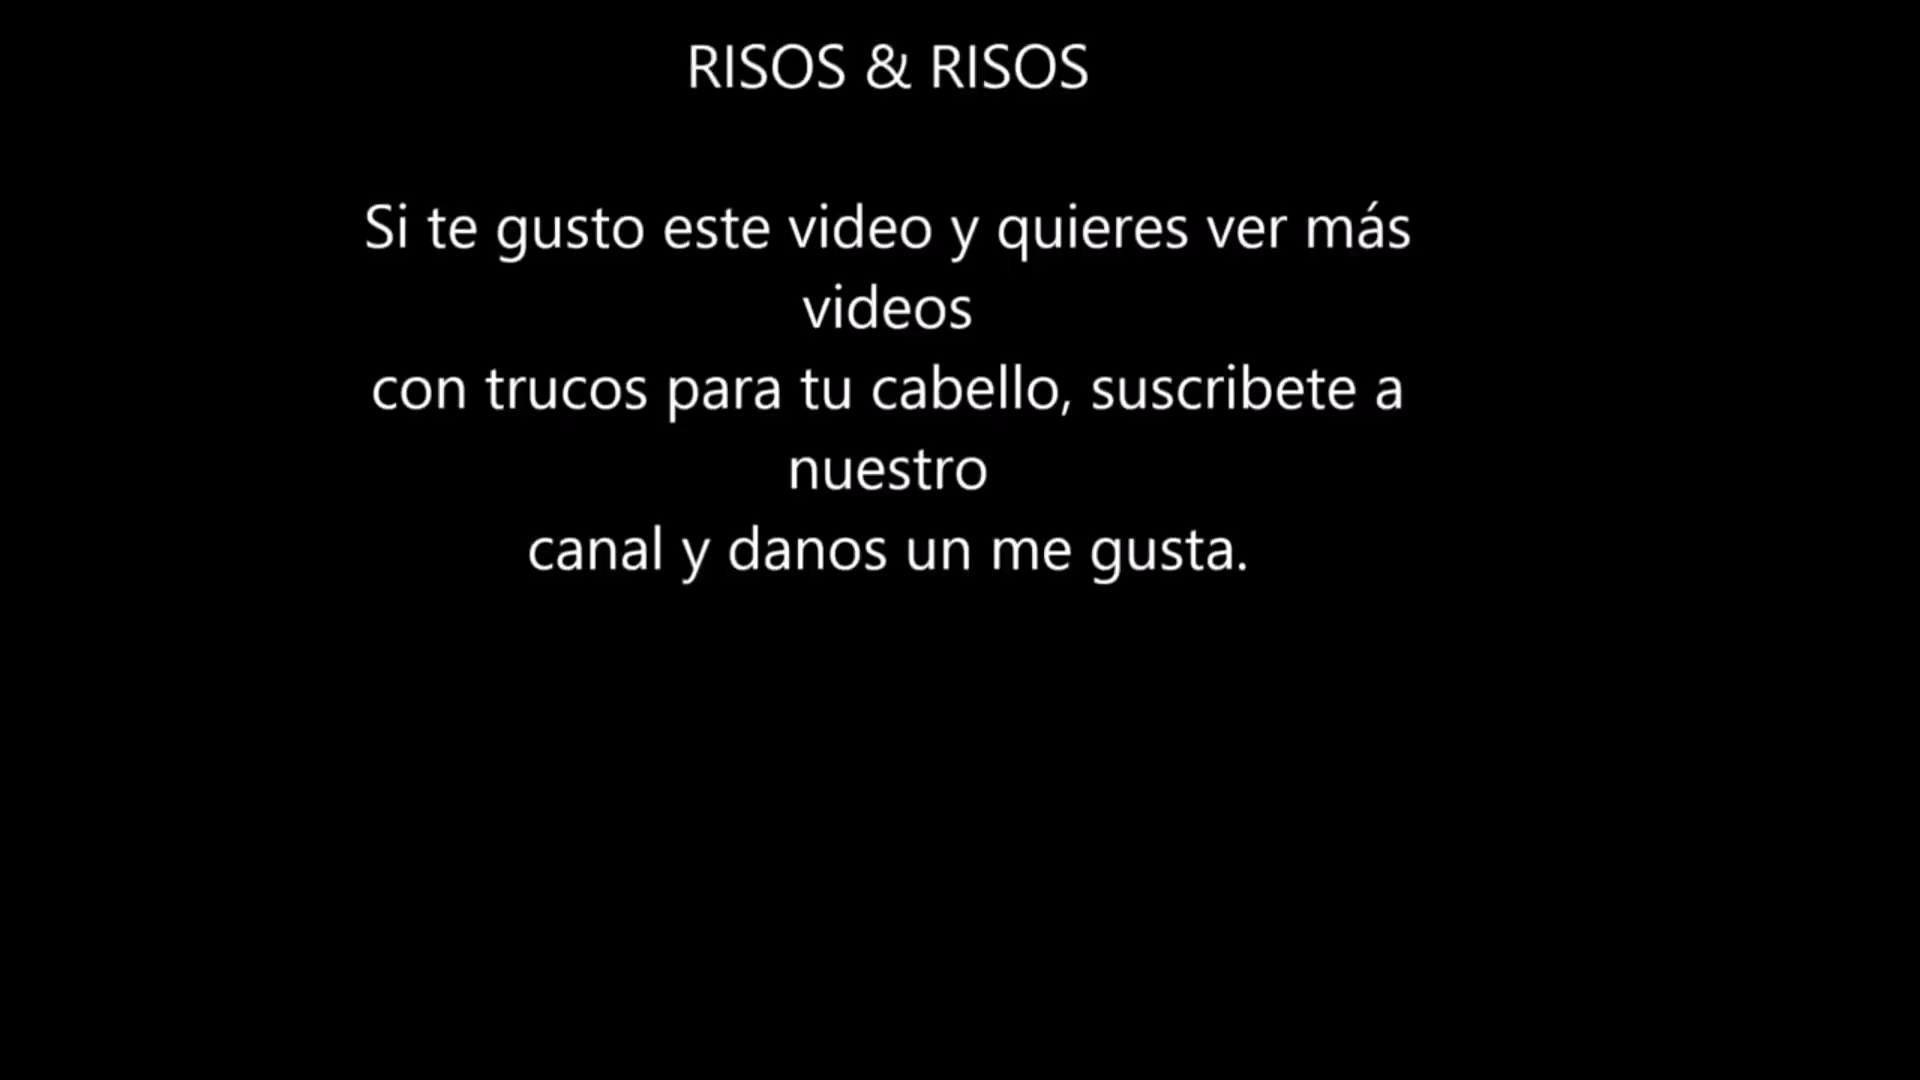 RISOS & RISOS
Si te gusto este video y quieres ver más
videos
con trucos para tu cabello, suscribete a
nuestro
canal y danos un me gusta.